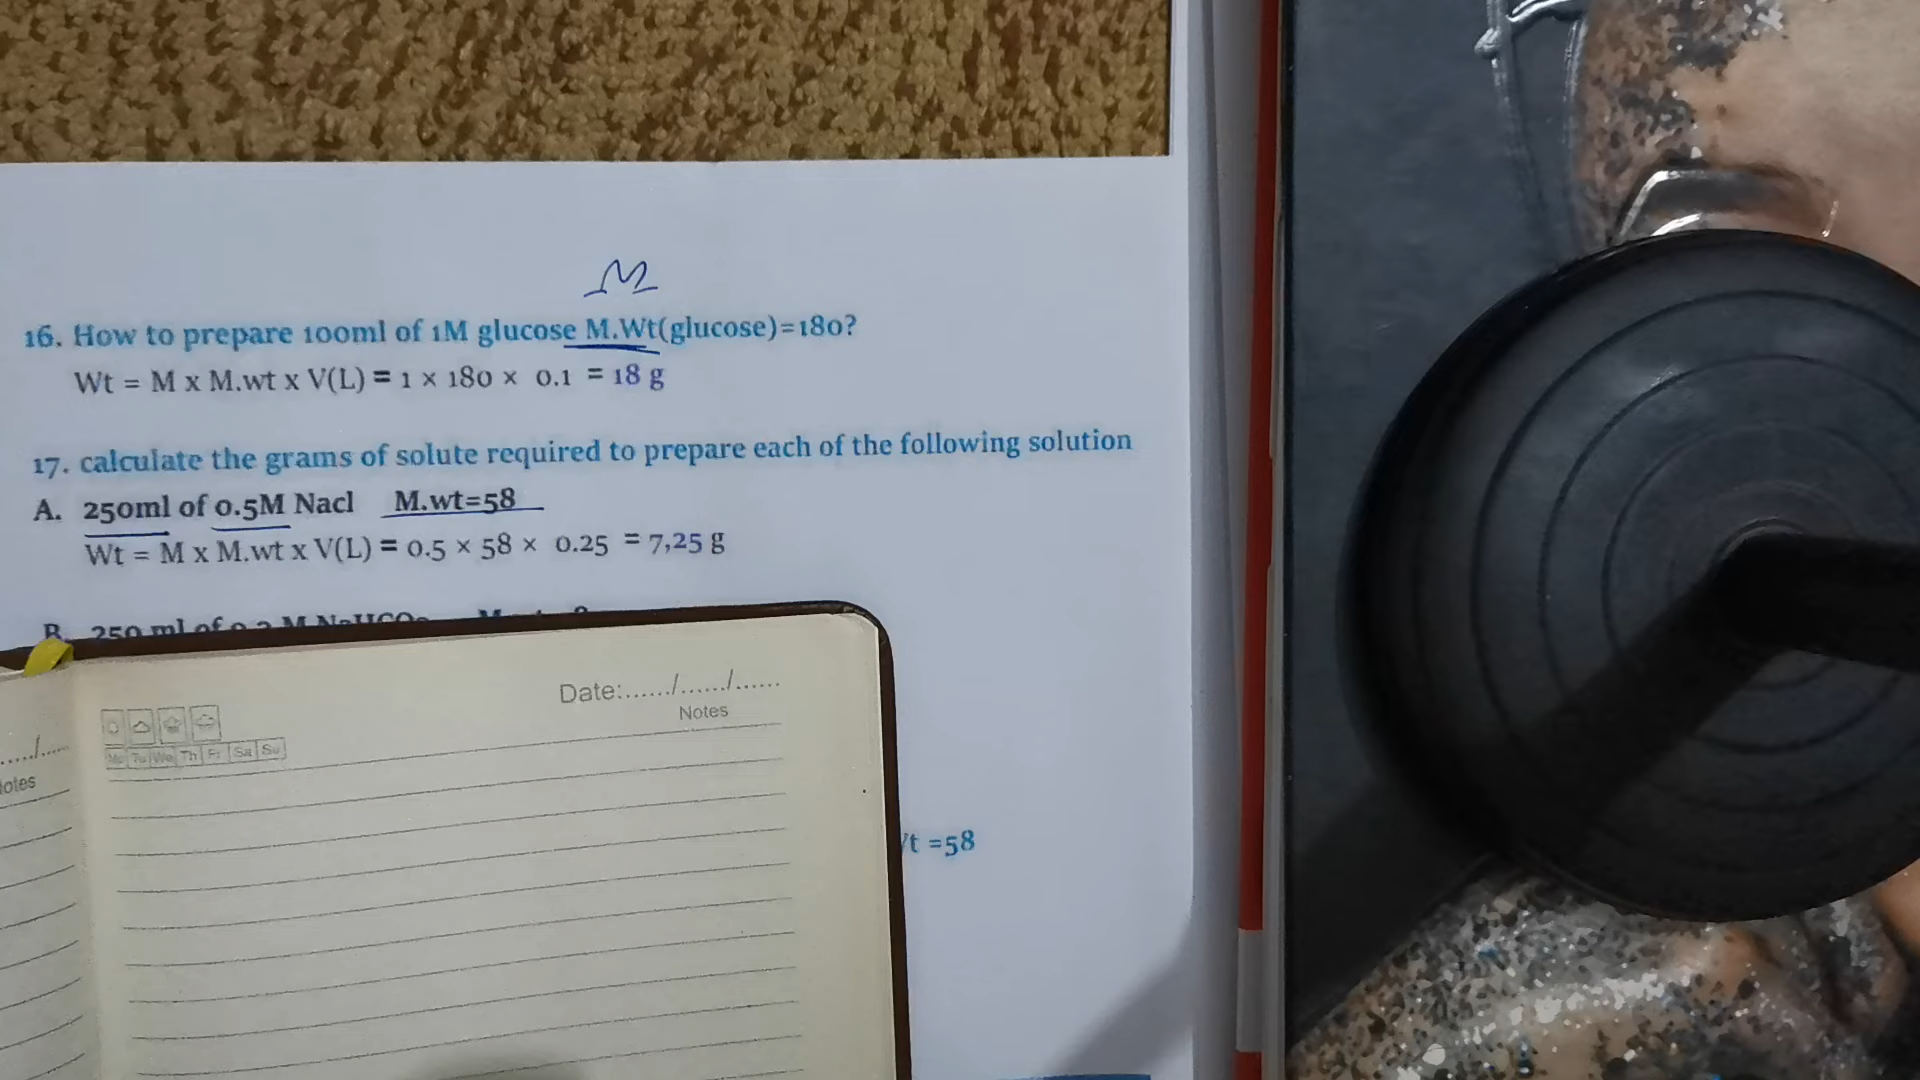 M
16. How to prepare 100ml of 1M glucose M.Wt(glucose)=180?
Wt = M x M.wt x V(L) = 1 × 180 × 0.1 = 18 g
17. calculate the grams of solute required to prepare each of the following solution
A. 250ml of 0.5M Nacl M.wt=58
Wt = M x M.wt x V(L) = 0.5 × 58 × 0.25 = 7,25 g
B. 250 ml of
Date:....../....../......
Notes
Mo Tu We Th Fr Sa Su
otes
t =58